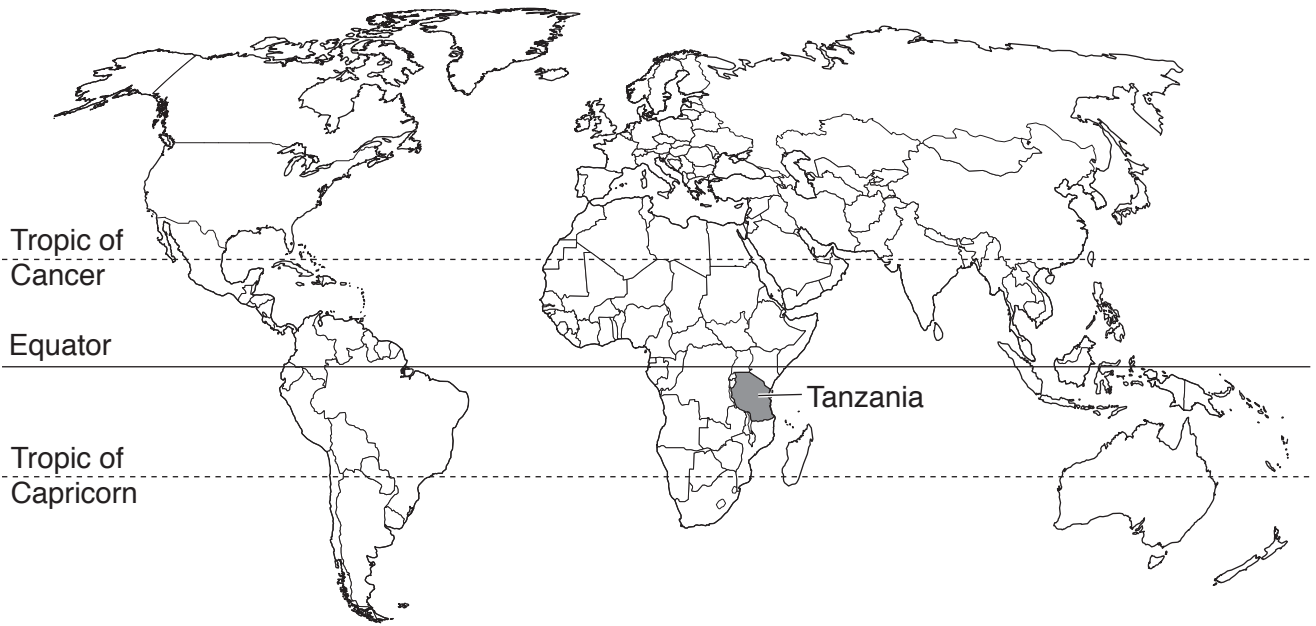 Tropic of
Cancer
Equator
Tanzania
Tropic of
Capricorn